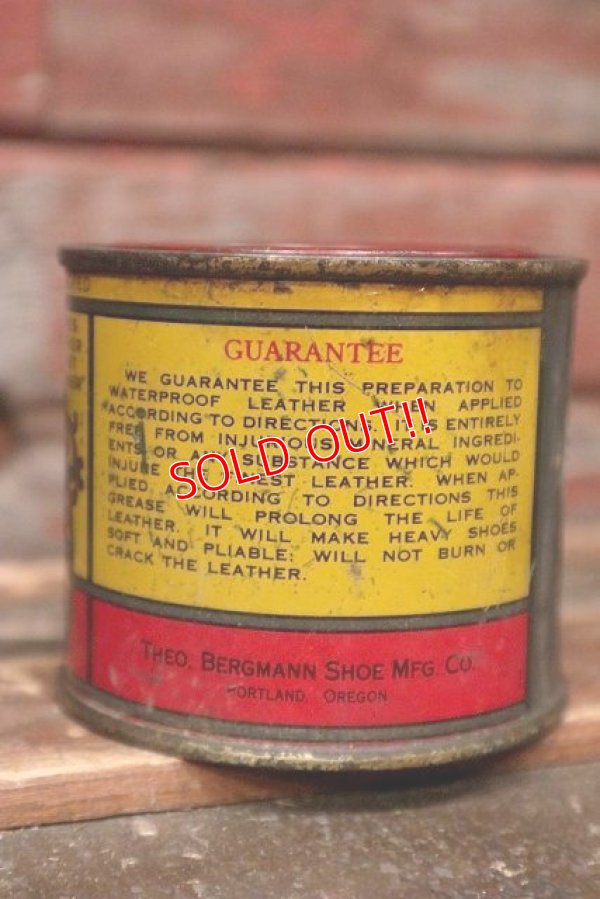 GUARANTEE
WE GUARANTEE THIS PREPARATION TO
WATERPROOF LEATHER WHEN APPLIED
ACCORDING TO DIRECTIONS. IT IS ENTIRELY
FREE FROM INJURIOUS MINERAL INGREDI-
ENTS OR ANY SUBSTANCE WHICH WOULD
INJURE THE FINEST LEATHER. WHEN AP-
PLIED ACCORDING TO DIRECTIONS THIS
GREASE WILL PROLONG THE LIFE OF
LEATHER. IT WILL MAKE HEAVY SHOES
SOFT AND PLIABLE; WILL NOT BURN OR
CRACK THE LEATHER.
SOLD OUT!!
THEO. BERGMANN SHOE MFG. CO.
PORTLAND OREGON